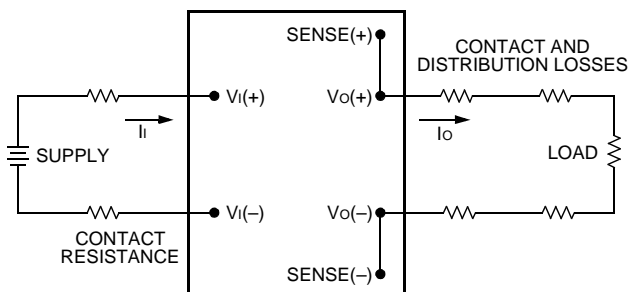 SENSE(+)
CONTACT AND
DISTRIBUTION LOSSES
VI(+)
VO(+)
II
IO
SUPPLY
LOAD
VI(–)
VO(–)
CONTACT
RESISTANCE
SENSE(–)